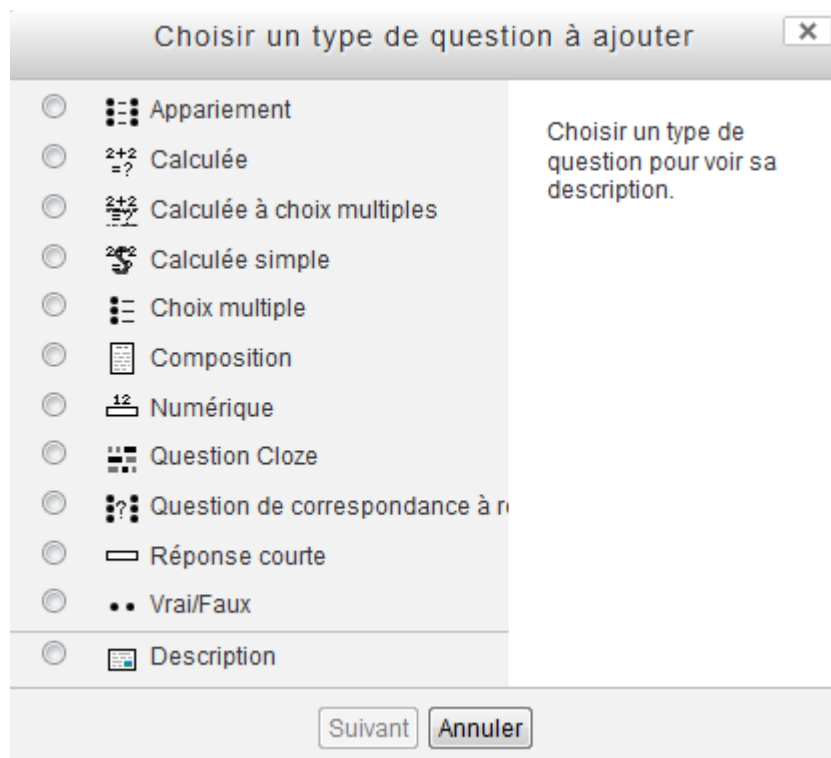 Choisir un type de question à ajouter
Appariement
Calculée
Calculée à choix multiples
Calculée simple
Choix multiple
Composition
Numérique
Question Cloze
Question de correspondance à r
Réponse courte
Vrai/Faux
Description
Choisir un type de
question pour voir sa
description.
Suivant Annuler